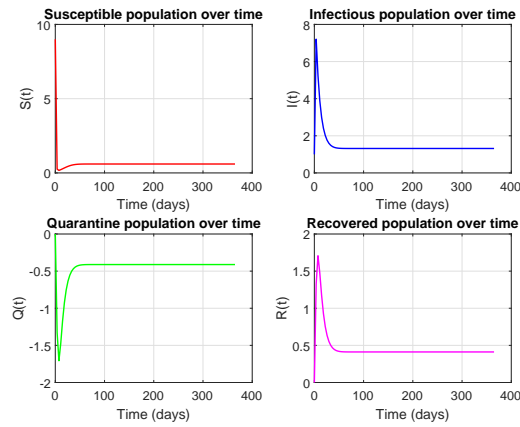 Susceptible population over time
10
5
0
S(t)
0 100 200 300 400
Time (days)
Infectious population over time
8
6
4
2
0
I(t)
0 100 200 300 400
Time (days)
Quarantine population over time
0
-0.5
-1
-1.5
-2
Q(t)
0 100 200 300 400
Time (days)
Recovered population over time
2
1.5
1
0.5
0
R(t)
0 100 200 300 400
Time (days)